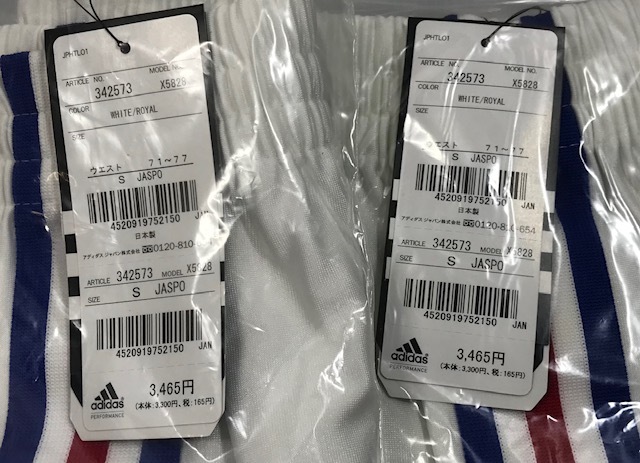 JPHTL01
ARTICLE NO. MODEL NO.
342573 X5828
COLOR
WHITE/ROYAL
SIZE
ウエスト 71~77
S JASPO
4520919752150 JAN
日本製
アディダス ジャパン株式会社 0120-810-
ARTICLE 342573 MODEL X5828
SIZE S JASPO
4520919752150 JAN
adidas
PERFORMANCE
3,465円
(本体:3,300円、税:165円)
JPHTL01
ARTICLE NO. MODEL NO.
342573 X5828
COLOR
WHITE/ROYAL
SIZE
ウエスト 71~77
S JASPO
4520919752150 JAN
日本製
アディダス ジャパン株式会社 0120-810-654
ARTICLE 342573 MODEL X5828
SIZE S JASPO
4520919752150 JAN
adidas
PERFORMANCE
3,465円
(本体:3,300円、税:165円)